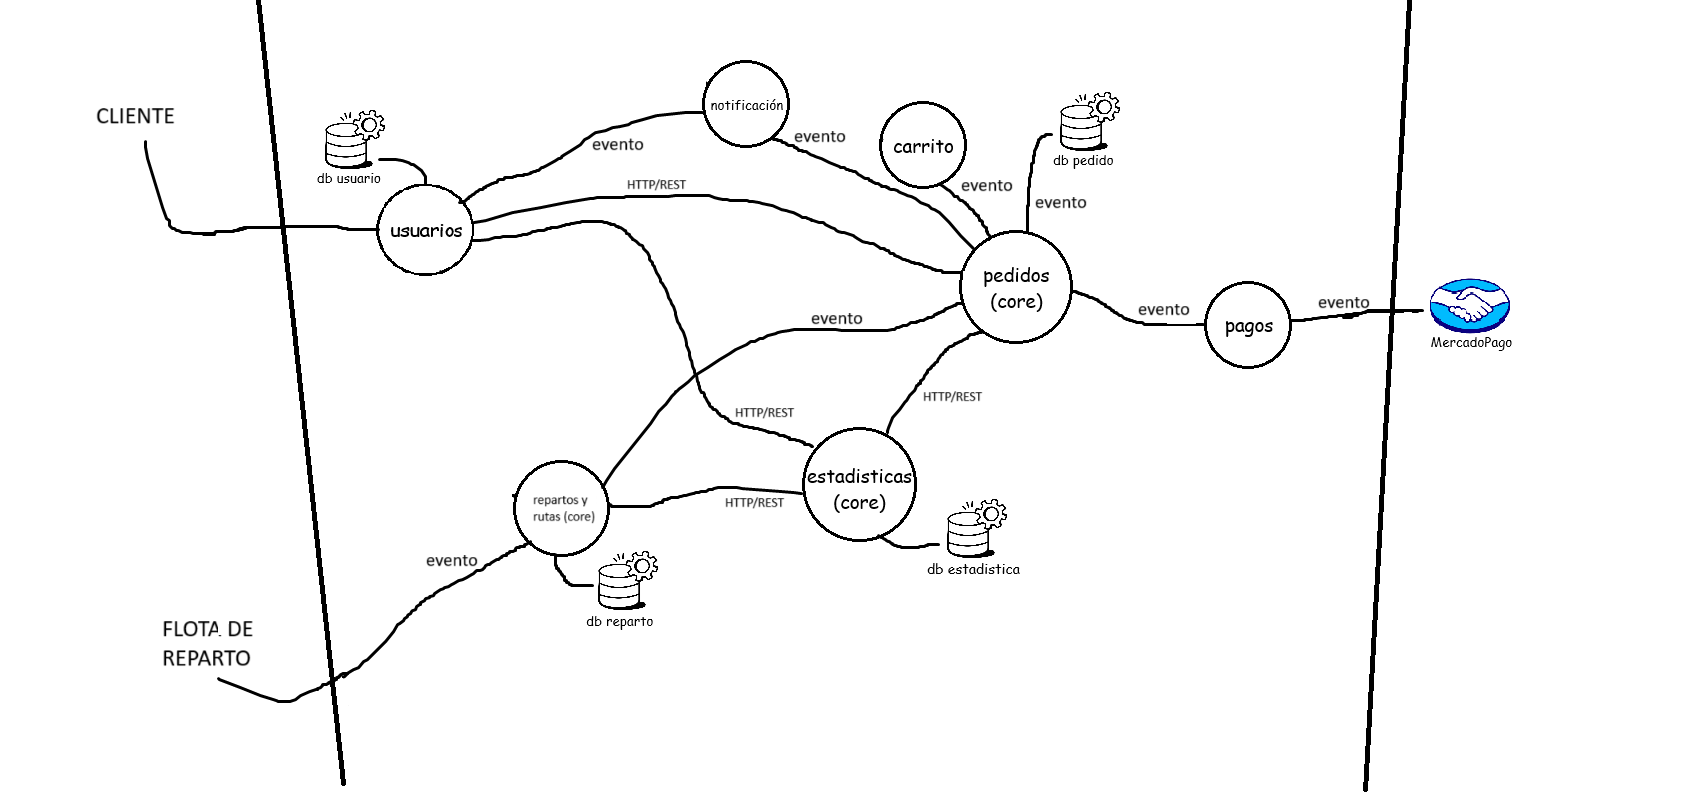 CLIENTE
db usuario
usuarios
evento
notificación
evento
HTTP/REST
carrito
evento
db pedido
evento
pedidos
(core)
evento
pagos
evento
MercadoPago
evento
HTTP/REST
HTTP/REST
estadisticas
(core)
HTTP/REST
repartos y
rutas (core)
db estadistica
evento
db reparto
FLOTA DE
REPARTO